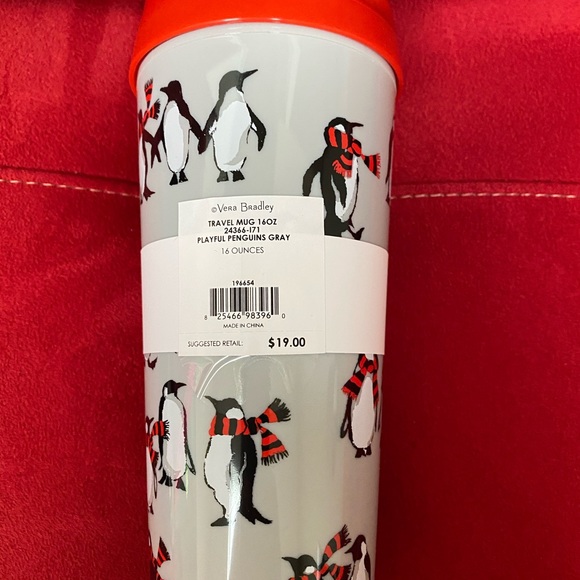 ©Vera Bradley
TRAVEL MUG 16OZ
24366-I71
PLAYFUL PENGUINS GRAY
16 OUNCES
196654
8 25466 98396 0
MADE IN CHINA
SUGGESTED RETAIL: $19.00